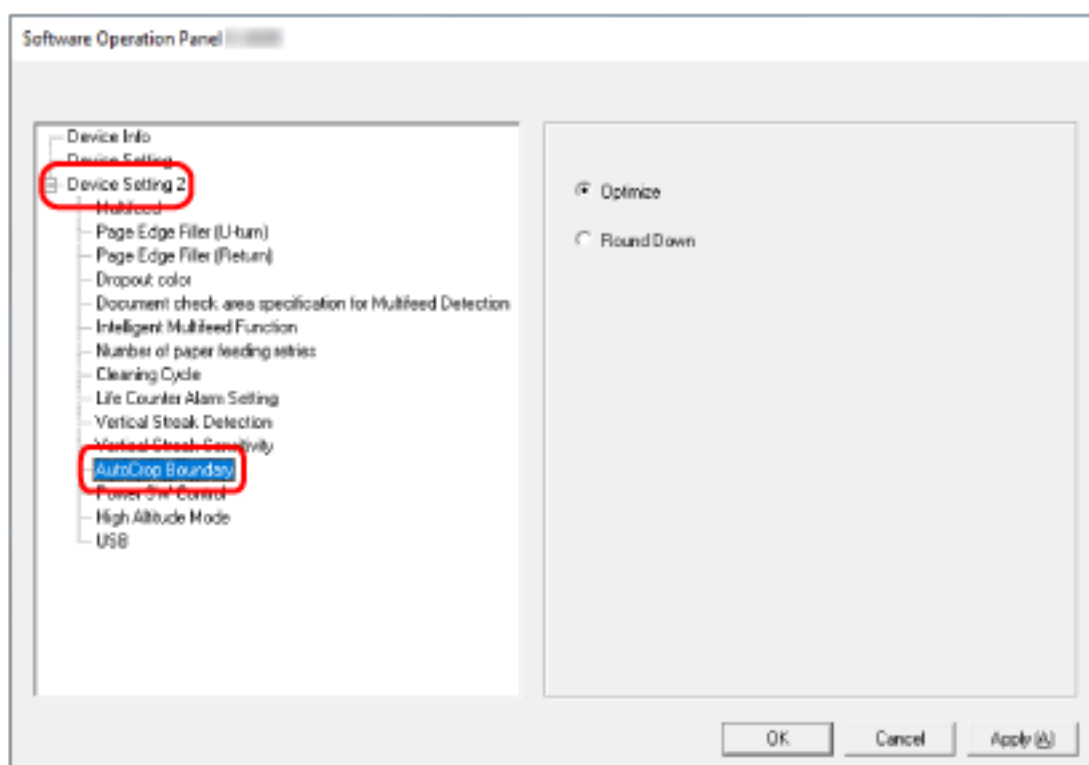 Software Operation Panel
Device Info
Device Setting
Device Setting 2
Multifeed
Page Edge Filler (U-turn)
Page Edge Filler (Return)
Dropout color
Document check area specification for Multifeed Detection
Intelligent Multifeed Function
Number of paper feeding retries
Cleaning Cycle
Life Counter Alarm Setting
Vertical Streak Detection
Vertical Streak Sensitivity
AutoCrop Boundary
Power SW Control
High Altitude Mode
USB
Optimize
Round Down
OK Cancel Apply (A)